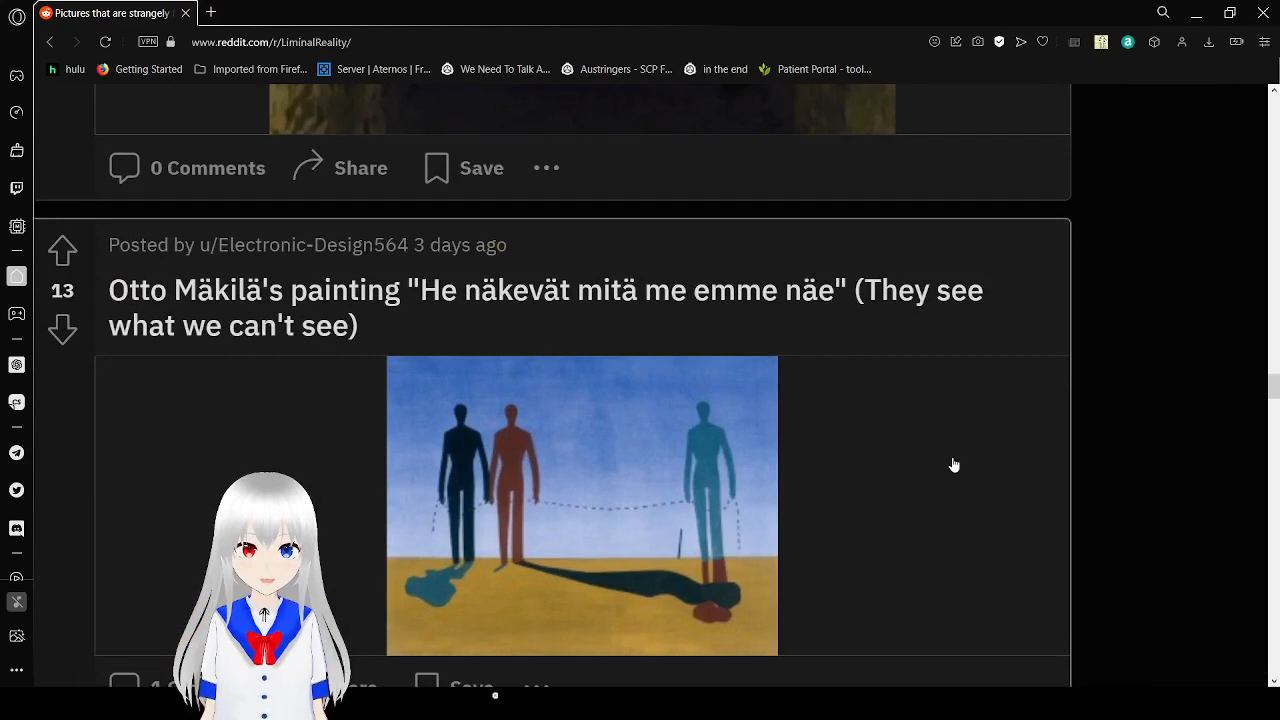 Pictures that are strangely
www.reddit.com/r/LiminalReality/
VPN
hulu
Getting Started
Imported from Firef...
Server | Aternos | Fr...
We Need To Talk A...
Austringers - SCP F...
in the end
Patient Portal - tool...
0 Comments
Share
Save
Posted by u/Electronic-Design564 3 days ago
13
Otto Mäkilä's painting "He näkevät mitä me emme näe" (They see
what we can't see)